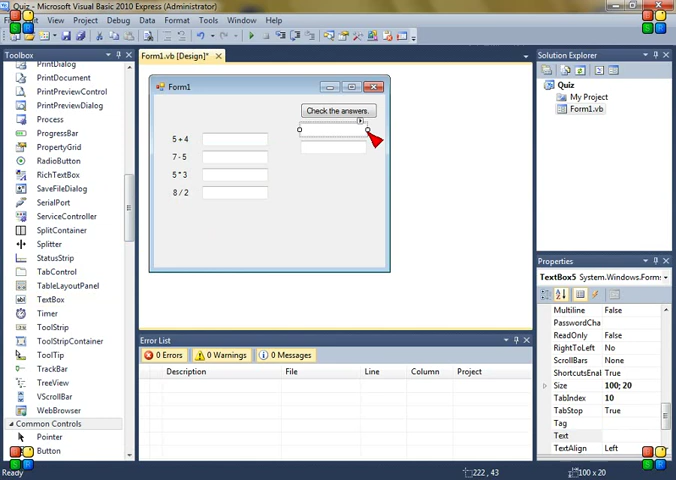 Quiz - Microsoft Visual Basic 2010 Express (Administrator)
File Edit View Project Debug Data Format Tools Window Help
Toolbox
PrintDialog
PrintDocument
PrintPreviewControl
PrintPreviewDialog
Process
ProgressBar
PropertyGrid
RadioButton
RichTextBox
SaveFileDialog
SerialPort
ServiceController
SplitContainer
Splitter
StatusStrip
TabControl
TableLayoutPanel
TextBox
Timer
ToolStrip
ToolStripContainer
ToolTip
TrackBar
TreeView
VScrollBar
WebBrowser
Common Controls
Pointer
Button
Form1.vb [Design]*
Form1
Check the answers.
5 + 4
7 - 5
5 * 3
8 / 2
Error List
0 Errors
0 Warnings
0 Messages
Description File Line Column Project
Solution Explorer
Quiz
My Project
Form1.vb
Properties
TextBox5 System.Windows.Form
Multiline False
PasswordCha
ReadOnly False
RightToLeft No
ScrollBars None
ShortcutsEnal True
Size 100; 20
TabIndex 10
TabStop True
Tag
Text
TextAlign Left
Ready
222 , 43
100 x 20